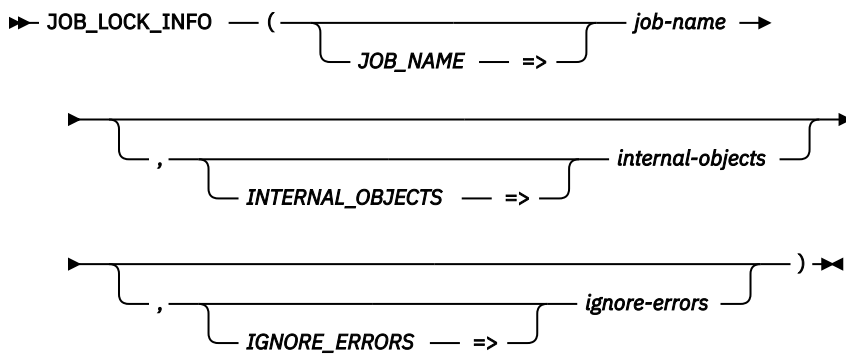 JOB_LOCK_INFO ( job-name
JOB_NAME =>
, internal-objects
INTERNAL_OBJECTS =>
)
, ignore-errors
IGNORE_ERRORS =>